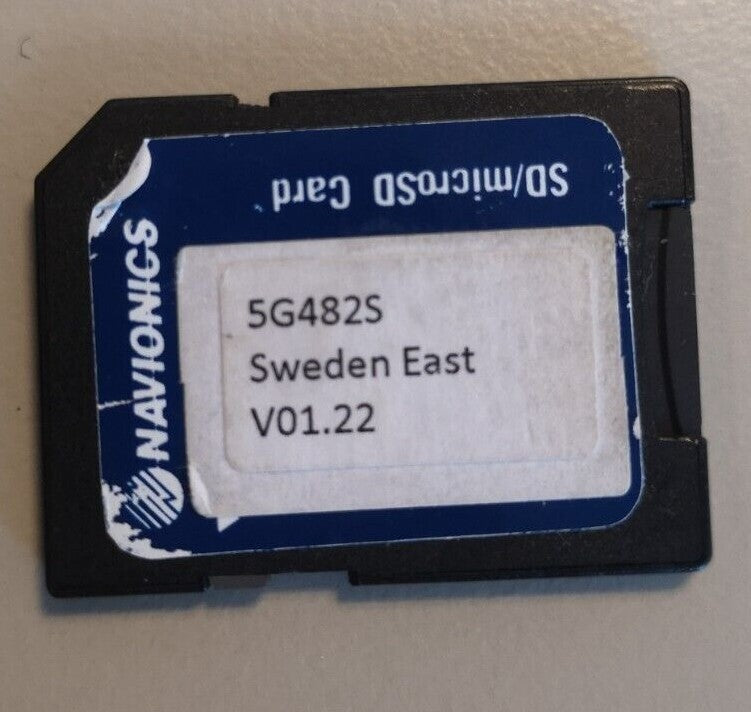 SD/microSD Card
NAVIONICS
5G482S
Sweden East
V01.22